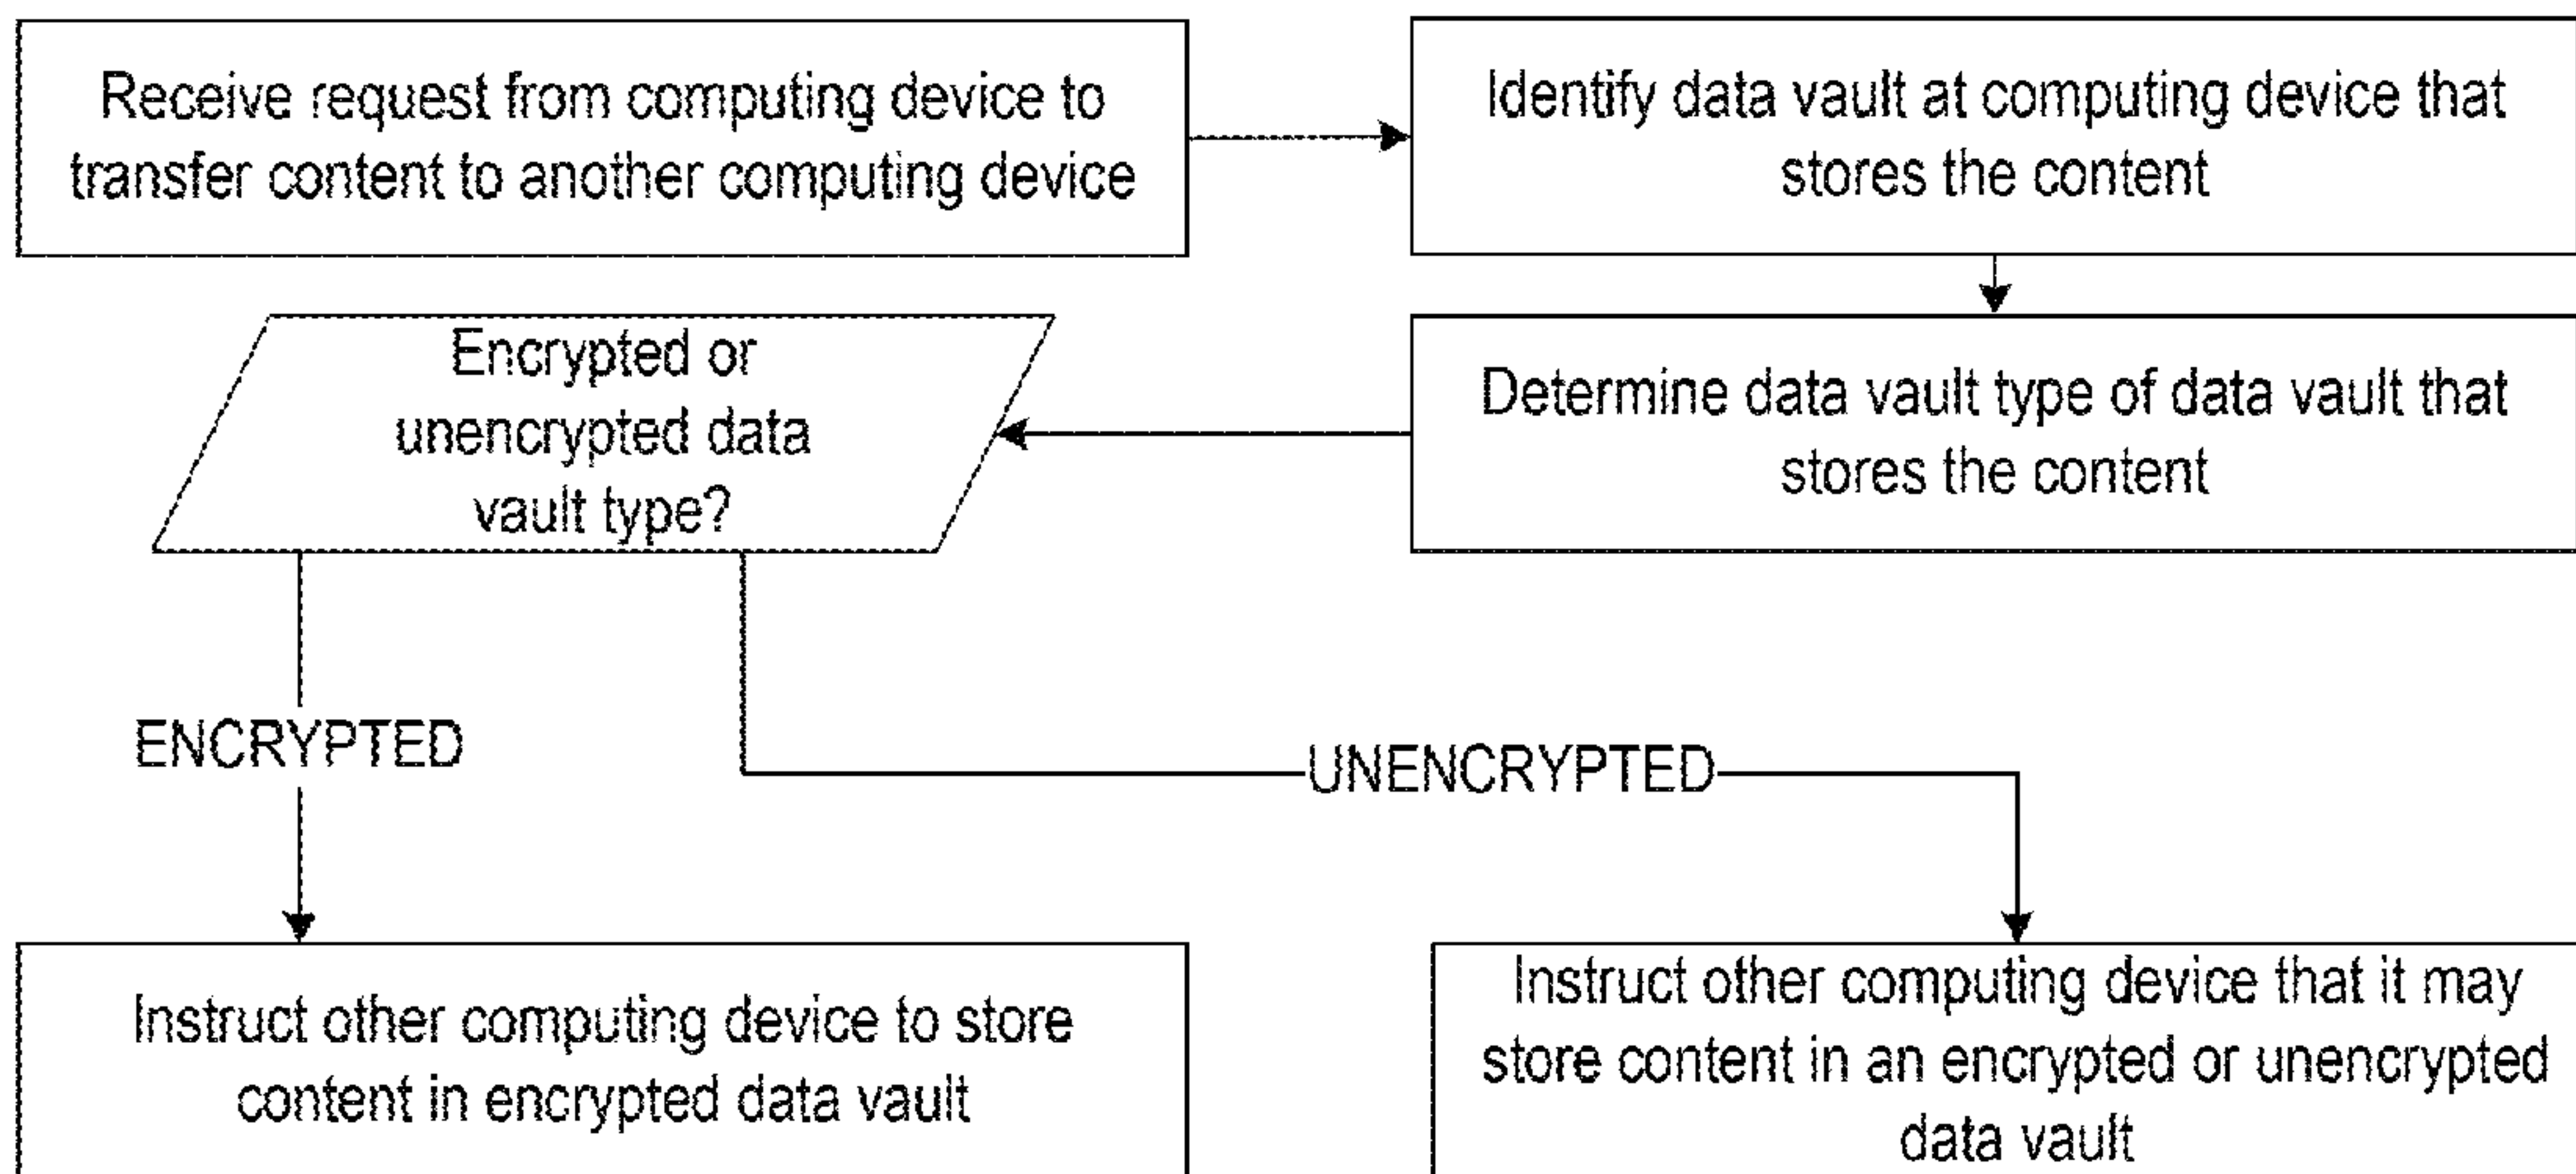 Receive request from computing device to
transfer content to another computing device
Identify data vault at computing device that
stores the content
Determine data vault type of data vault that
stores the content
Encrypted or
unencrypted data
vault type?
ENCRYPTED
UNENCRYPTED
Instruct other computing device to store
content in encrypted data vault
Instruct other computing device that it may
store content in an encrypted or unencrypted
data vault